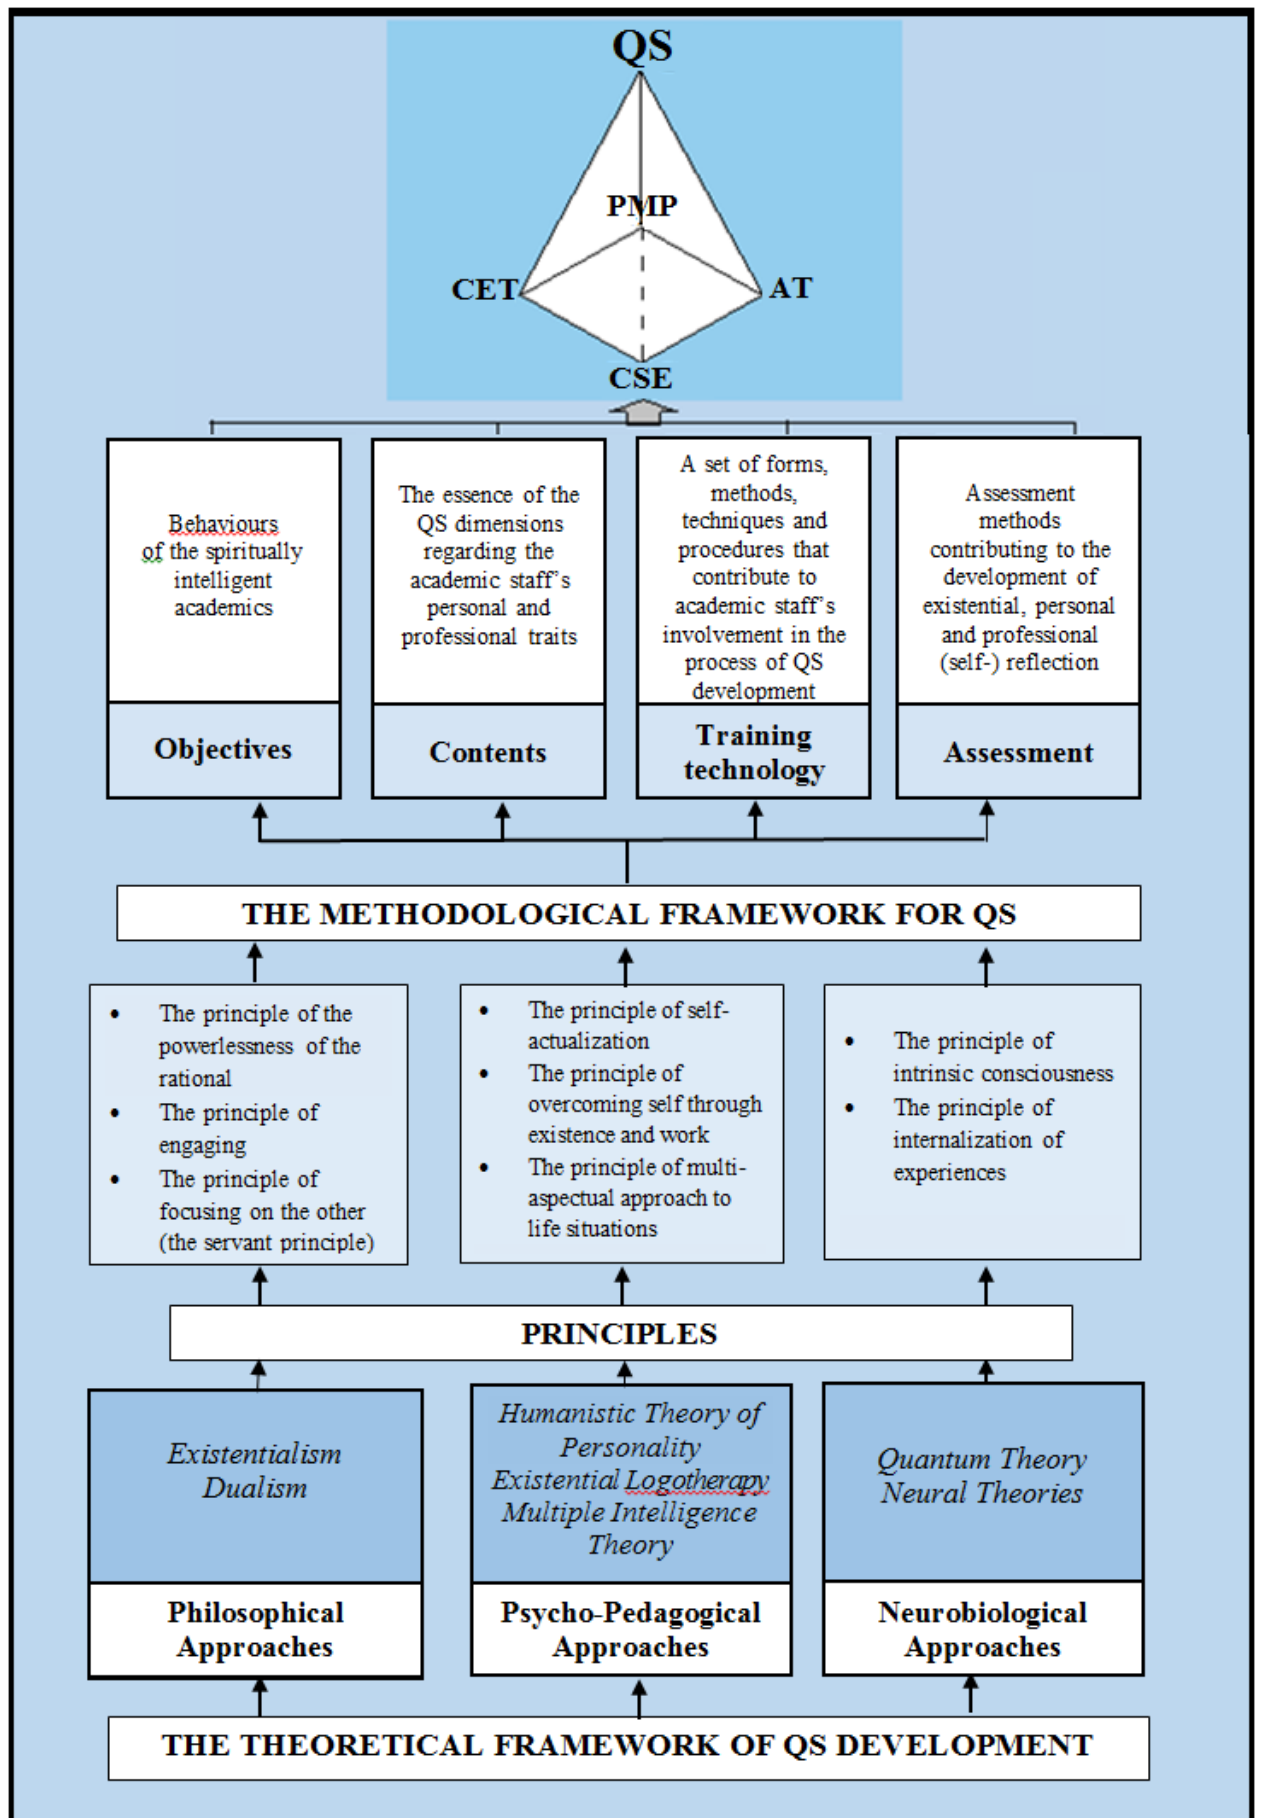 QS
PMP
CET
AT
CSE
Behaviours
of the spiritually
intelligent
academics
Objectives
The essence of the
QS dimensions
regarding the
academic staff’s
personal and
professional traits
Contents
A set of forms,
methods,
techniques and
procedures that
contribute to
academic staff’s
involvement in the
process of QS
development
Training
technology
Assessment
methods
contributing to the
development of
existential, personal
and professional
(self-) reflection
Assessment
THE METHODOLOGICAL FRAMEWORK FOR QS
• The principle of the
powerlessness of the
rational
• The principle of
engaging
• The principle of
focusing on the other
(the servant principle)
• The principle of self-
actualization
• The principle of
overcoming self through
existence and work
• The principle of multi-
aspectual approach to
life situations
• The principle of
intrinsic consciousness
• The principle of
internalization of
experiences
PRINCIPLES
Existentialism
Dualism
Philosophical
Approaches
Humanistic Theory of
Personality
Existential Logotherapy
Multiple Intelligence
Theory
Psycho-Pedagogical
Approaches
Quantum Theory
Neural Theories
Neurobiological
Approaches
THE THEORETICAL FRAMEWORK OF QS DEVELOPMENT